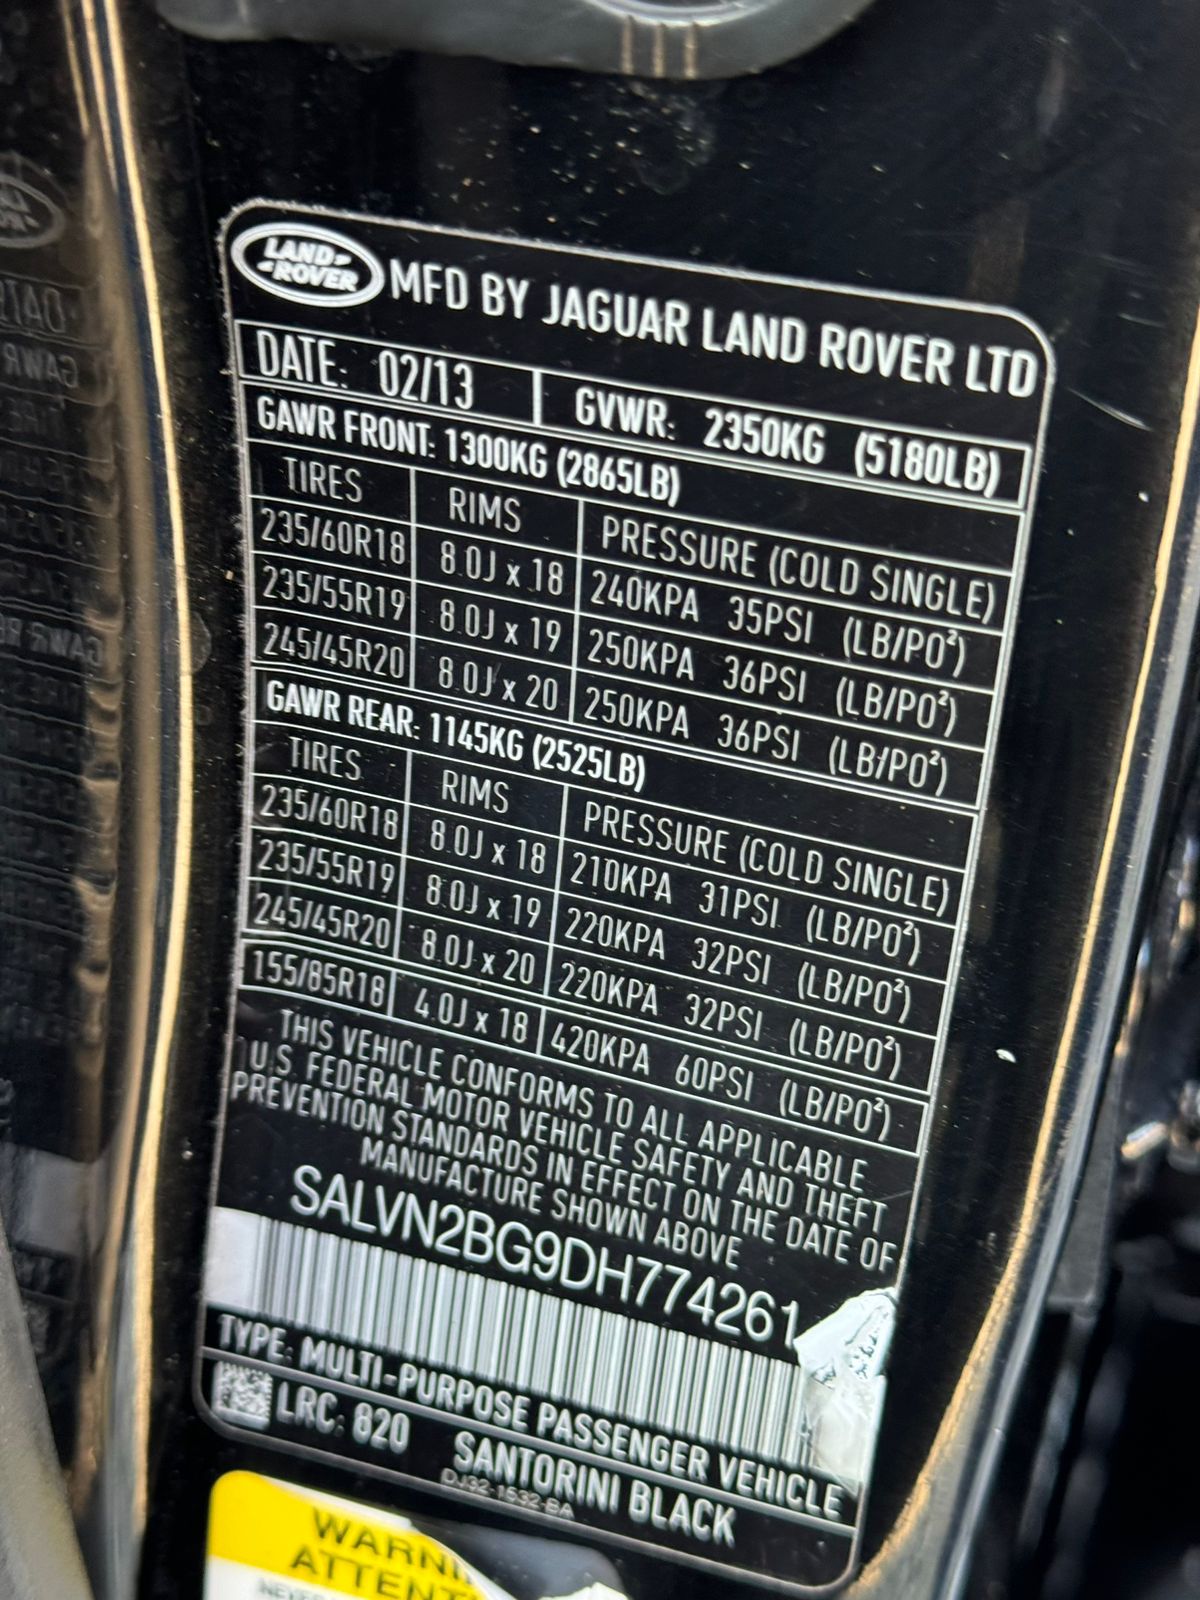 LAND ROVER MFD BY JAGUAR LAND ROVER LTD
DATE: 02/13 GVWR: 2350KG (5180LB)
GAWR FRONT: 1300KG (2865LB)
TIRES RIMS PRESSURE (COLD SINGLE)
235/60R18 8.0J x 18 240KPA 35PSI (LB/PO²)
235/55R19 8.0J x 19 250KPA 36PSI (LB/PO²)
245/45R20 8.0J x 20 250KPA 36PSI (LB/PO²)
GAWR REAR: 1145KG (2525LB)
TIRES RIMS PRESSURE (COLD SINGLE)
235/60R18 8.0J x 18 210KPA 31PSI (LB/PO²)
235/55R19 8.0J x 19 220KPA 32PSI (LB/PO²)
245/45R20 8.0J x 20 220KPA 32PSI (LB/PO²)
155/85R18 4.0J x 18 420KPA 60PSI (LB/PO²)
THIS VEHICLE CONFORMS TO ALL APPLICABLE
U.S. FEDERAL MOTOR VEHICLE SAFETY AND THEFT
PREVENTION STANDARDS IN EFFECT ON THE DATE OF
MANUFACTURE SHOWN ABOVE
SALVN2BG9DH774261
TYPE: MULTI-PURPOSE PASSENGER VEHICLE
LRC: 820 SANTORINI BLACK
DJ32-1532-BA
WARNI
ATTENT
NEVER